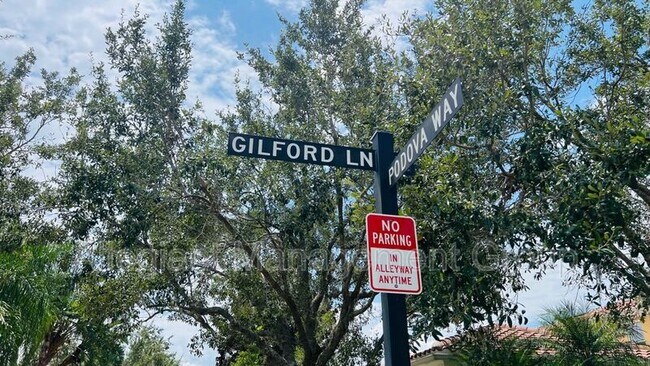 GILFORD LN
PODOVA WAY
NO
PARKING
IN
ALLEYWAY
ANYTIME